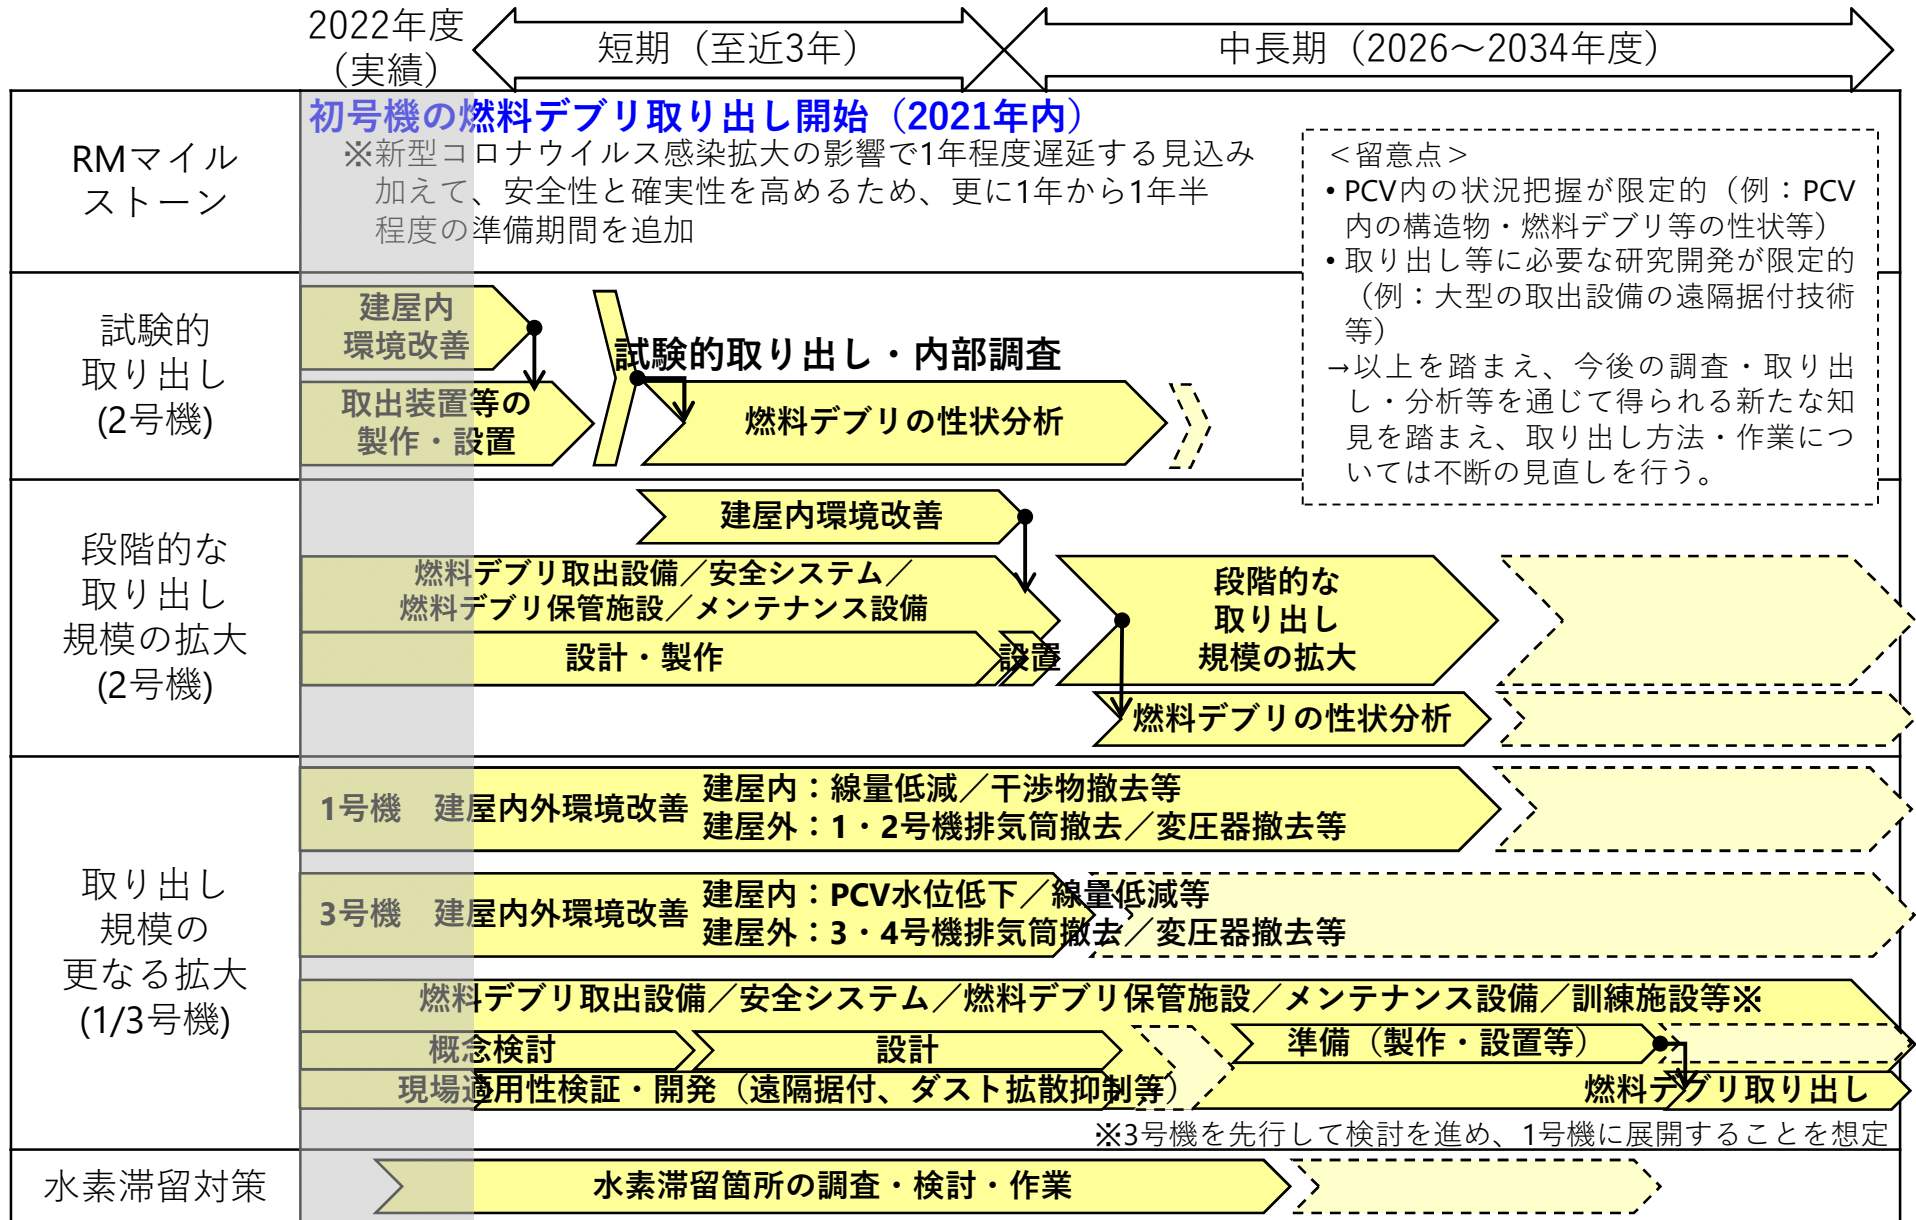 2022年度
（実績）
短期（至近3年）
中長期（2026～2034年度）
RMマイル
ストーン
初号機の燃料デブリ取り出し開始（2021年内）
※新型コロナウイルス感染拡大の影響で1年程度遅延する見込み
加えて、安全性と確実性を高めるため、更に1年から1年半
程度の準備期間を追加
＜留意点＞
• PCV内の状況把握が限定的（例：PCV
内の構造物・燃料デブリ等の性状等）
• 取り出し等に必要な研究開発が限定的
（例：大型の取出設備の遠隔据付技術
等）
→以上を踏まえ、今後の調査・取り出
し・分析等を通じて得られる新たな知
見を踏まえ、取り出し方法・作業につ
いては不断の見直しを行う。
試験的
取り出し
(2号機)
建屋内
環境改善
取出装置等の
製作・設置
試験的取り出し・内部調査
燃料デブリの性状分析
段階的な
取り出し
規模の拡大
(2号機)
建屋内環境改善
燃料デブリ取出設備／安全システム／
燃料デブリ保管施設／メンテナンス設備
設計・製作
設置
段階的な
取り出し
規模の拡大
燃料デブリの性状分析
取り出し
規模の
更なる拡大
(1/3号機)
1号機　建屋内外環境改善
建屋内：線量低減／干渉物撤去等
建屋外：1・2号機排気筒撤去／変圧器撤去等
3号機　建屋内外環境改善
建屋内：PCV水位低下／線量低減等
建屋外：3・4号機排気筒撤去／変圧器撤去等
燃料デブリ取出設備／安全システム／燃料デブリ保管施設／メンテナンス設備／訓練施設等※
概念検討
設計
準備（製作・設置等）
現場適用性検証・開発（遠隔据付、ダスト拡散抑制等）
燃料デブリ取り出し
※3号機を先行して検討を進め、1号機に展開することを想定
水素滞留対策
水素滞留箇所の調査・検討・作業